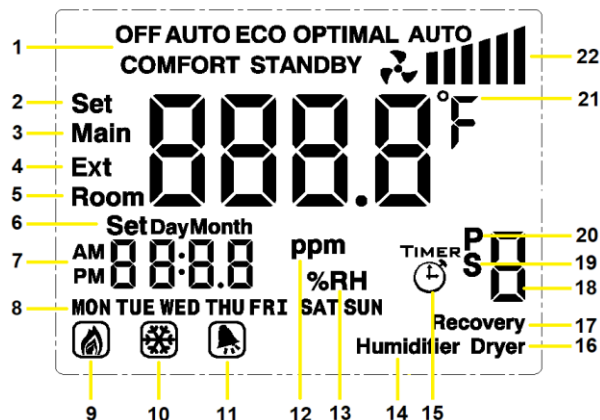 OFF AUTO ECO OPTIMAL AUTO
1
COMFORT STANDBY
22
2 Set
888.8 °F 21
3 Main
4 Ext
5 Room
6 Set Day Month
7 AM
PM
88:8.8
ppm
TIMER
P 20
S 19
8 18
%RH
8 MON TUE WED THU FRI SAT SUN
Recovery 17
Humidifier Dryer 16
9 10 11 12 13 14 15